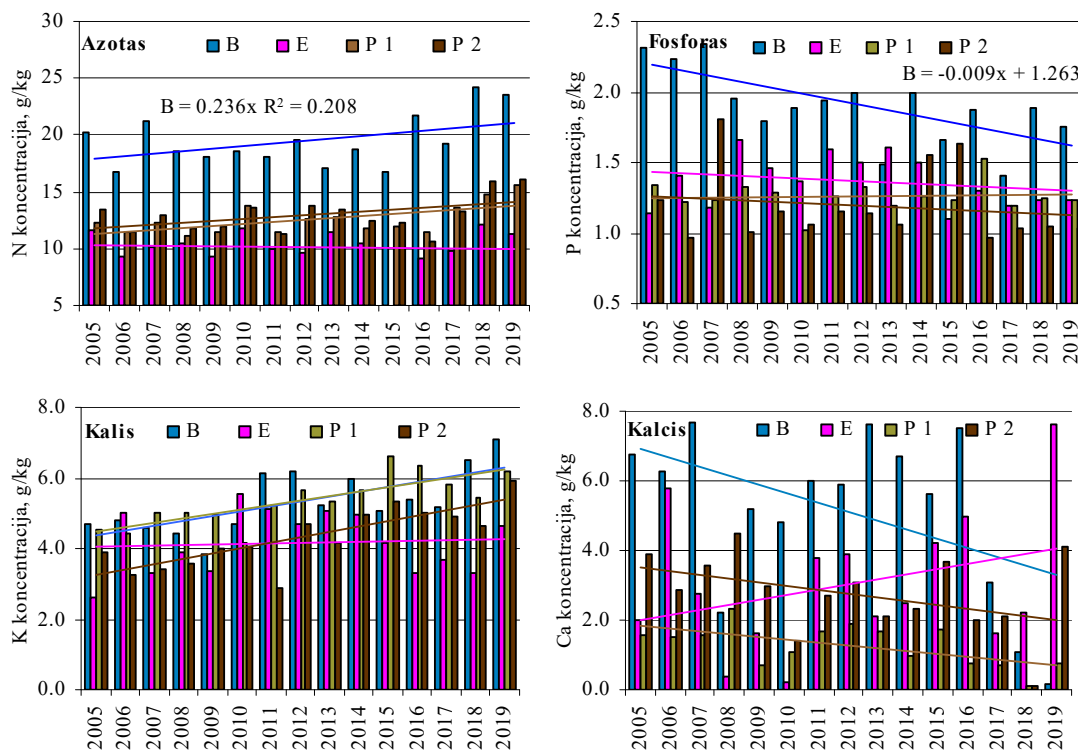 Azotas B E P 1 P 2
B = 0.236x R² = 0.208
N koncentracija, g/kg
30
25
20
15
10
5
2005 2006 2007 2008 2009 2010 2011 2012 2013 2014 2015 2016 2017 2018 2019
Fosforas B E P 1 P 2
B = -0.009x + 1.263
P koncentracija, g/kg
2.5
2.0
1.5
1.0
0.5
2005 2006 2007 2008 2009 2010 2011 2012 2013 2014 2015 2016 2017 2018 2019
Kalis B E P 1 P 2
K koncentracija, g/kg
8.0
6.0
4.0
2.0
0.0
2005 2006 2007 2008 2009 2010 2011 2012 2013 2014 2015 2016 2017 2018 2019
Kalcis B E P 1 P 2
Ca koncentracija, g/kg
8.0
6.0
4.0
2.0
0.0
2005 2006 2007 2008 2009 2010 2011 2012 2013 2014 2015 2016 2017 2018 2019